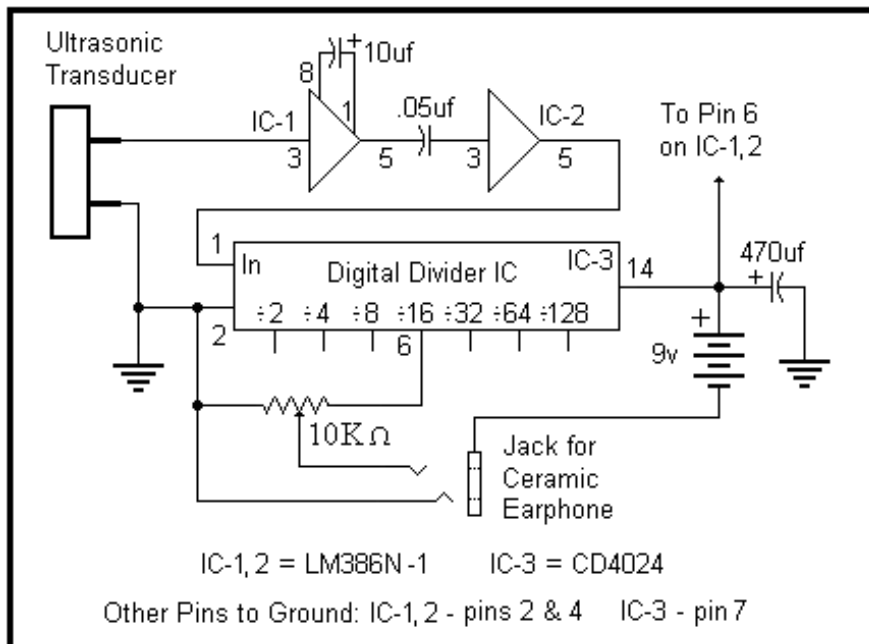 Ultrasonic
Transducer
8
+
10uf
1
IC-1
3
5
.05uf
3
IC-2
5
To Pin 6
on IC-1,2
1
In
Digital Divider IC
IC-3
14
470uf
+
2
÷2 ÷4 ÷8 ÷16 ÷32 ÷64 ÷128
6
+
9v
10KΩ
Jack for
Ceramic
Earphone
IC-1,2 = LM386N-1 IC-3 = CD4024
Other Pins to Ground: IC-1,2 - pins 2 & 4 IC-3 - pin 7